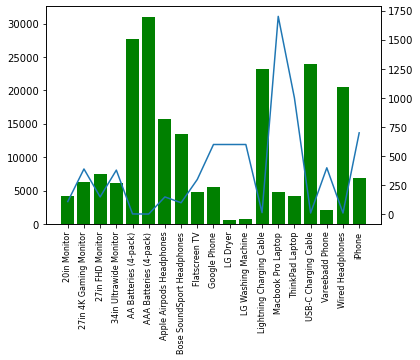 30000
25000
20000
15000
10000
5000
0
1750
1500
1250
1000
750
500
250
0
20in Monitor
27in 4K Gaming Monitor
27in FHD Monitor
34in Ultrawide Monitor
AA Batteries (4-pack)
AAA Batteries (4-pack)
Apple Airpods Headphones
Bose SoundSport Headphones
Flatscreen TV
Google Phone
LG Dryer
LG Washing Machine
Lightning Charging Cable
Macbook Pro Laptop
ThinkPad Laptop
USB-C Charging Cable
Vareebadd Phone
Wired Headphones
iPhone